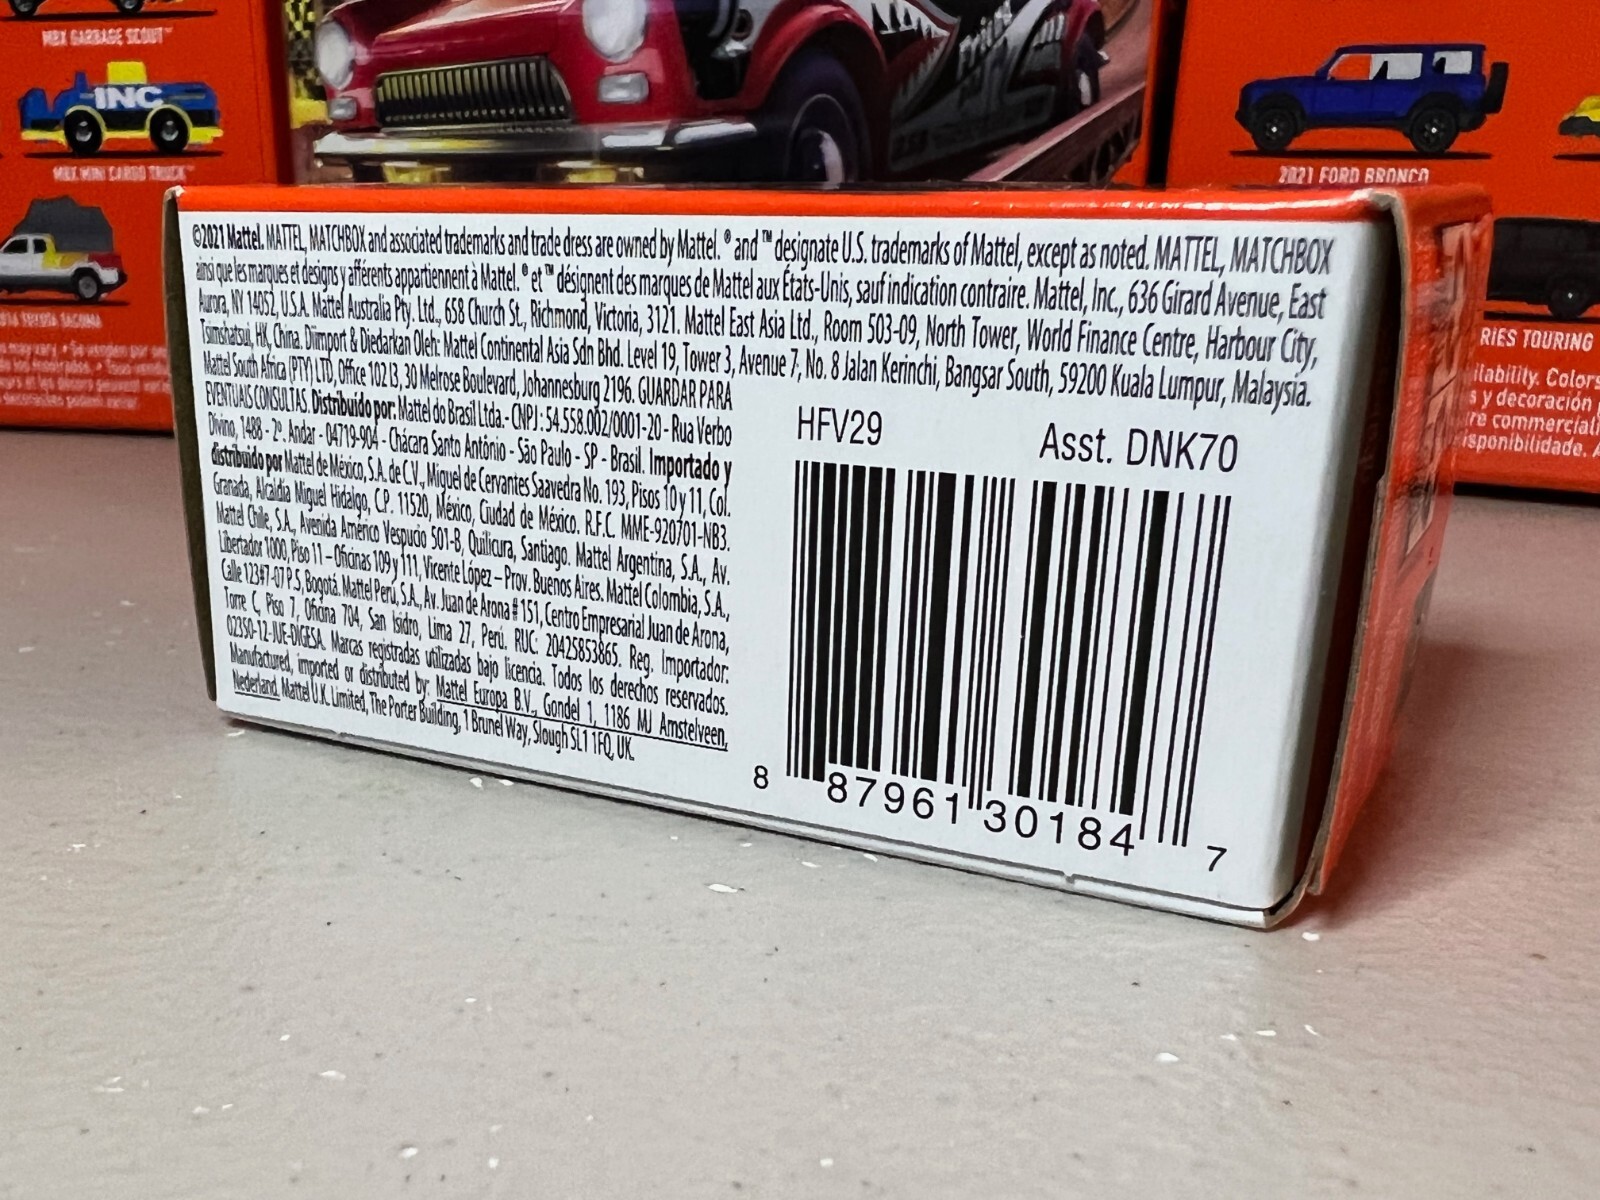 MBX GARBAGE SCOUT™
INC
MBX MINI CARGO TRUCK™
2021 FORD BRONCO
RIES TOURING
ilability. Colors
s y decoración
re commerciali
isponibilidade. A
©2021 Mattel. MATTEL, MATCHBOX and associated trademarks and trade dress are owned by Mattel. ® and ™ designate U.S. trademarks of Mattel, except as noted. MATTEL, MATCHBOX
ainsi que les marques et designs y afférents appartiennent à Mattel. ® et ™ désignent des marques de Mattel aux États-Unis, sauf indication contraire. Mattel, Inc., 636 Girard Avenue, East
Aurora, NY 14052, U.S.A. Mattel Australia Pty. Ltd., 658 Church St., Richmond, Victoria, 3121. Mattel East Asia Ltd., Room 503-09, North Tower, World Finance Centre, Harbour City,
Tsimshatsui, HK, China. Diimport & Diedarkan Oleh: Mattel Continental Asia Sdn Bhd. Level 19, Tower 3, Avenue 7, No. 8 Jalan Kerinchi, Bangsar South, 59200 Kuala Lumpur, Malaysia.
Mattel South Africa (PTY) LTD, Office 102 I3, 30 Melrose Boulevard, Johannesburg 2196. GUARDAR PARA
EVENTUAIS CONSULTAS. Distribuido por: Mattel do Brasil Ltda.- CNPJ: 54.558.002/0001-20 - Rua Verbo
Divino, 1488 - 2º. Andar - 04719-904 - Chácara Santo Antônio - São Paulo - SP - Brasil. Importado y
distribuido por Mattel de México, S.A. de C.V., Miguel de Cervantes Saavedra No. 193, Pisos 10 y 11, Col.
Granada, Alcaldía Miguel Hidalgo, C.P. 11520, México, Ciudad de México. R.F.C. MME-920701-NB3.
Mattel Chile, S.A., Avenida Américo Vespucio 501-B, Quilicura, Santiago. Mattel Argentina, S.A., Av.
Libertador 1000, Piso 11 – Oficinas 109 y 111, Vicente López – Prov. Buenos Aires. Mattel Colombia, S.A.,
Calle 123#7-07 P.5, Bogotá. Mattel Perú, S.A., Av. Juan de Arona # 151, Centro Empresarial Juan de Arona,
Torre C, Piso 7, Oficina 704, San Isidro, Lima 27, Perú. RUC: 20425853865. Reg. Importador:
02350-12-JUE-DIGESA. Marcas registradas utilizadas bajo licencia. Todos los derechos reservados.
Manufactured, imported or distributed by: Mattel Europa B.V., Gondel 1, 1186 MJ Amstelveen,
Nederland. Mattel U.K. Limited, The Porter Building, 1 Brunel Way, Slough SL1 1FQ, UK.
HFV29 Asst. DNK70
8 87961 30184 7